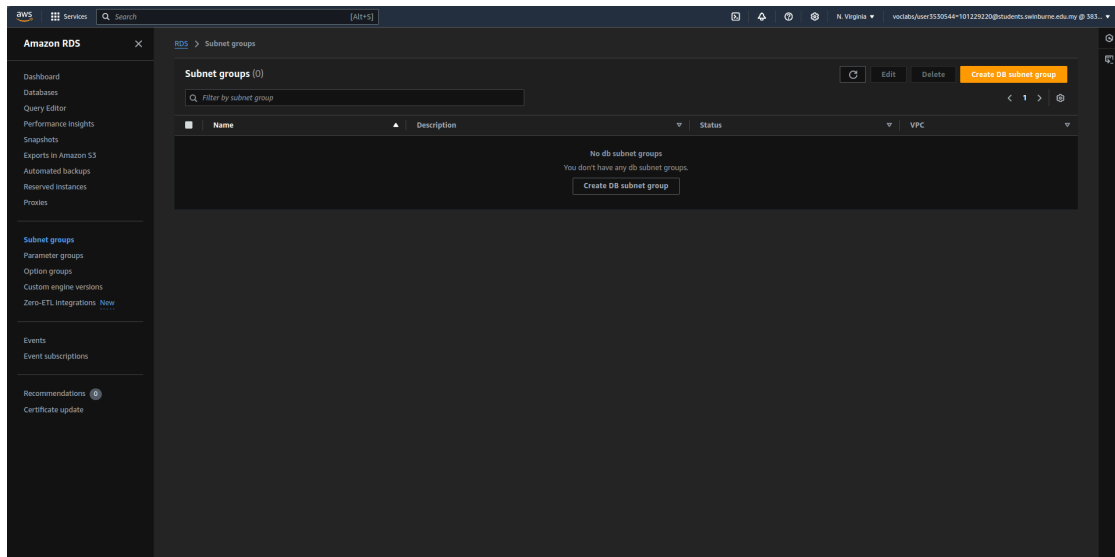 aws Services Search [Alt+S] N. Virginia voclabs/user3530544=101229220@students.swinburne.edu.my @ 383...
Amazon RDS
RDS > Subnet groups
Dashboard
Databases
Query Editor
Performance insights
Snapshots
Exports in Amazon S3
Automated backups
Reserved instances
Proxies
Subnet groups
Parameter groups
Option groups
Custom engine versions
Zero-ETL integrations New
Events
Event subscriptions
Recommendations 0
Certificate update
Subnet groups (0)
Edit Delete Create DB subnet group
Filter by subnet group
< 1 >
Name Description Status VPC
No db subnet groups
You don't have any db subnet groups.
Create DB subnet group